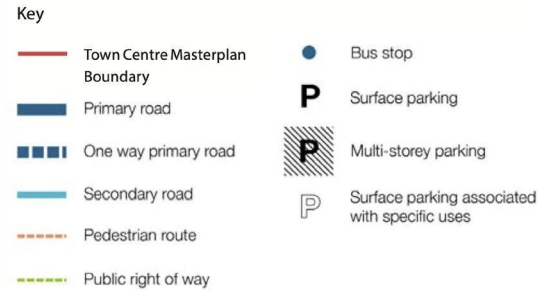 Key
Town Centre Masterplan
Boundary
Primary road
One way primary road
Secondary road
Pedestrian route
Public right of way
Bus stop
P
Surface parking
P
Multi-storey parking
P
Surface parking associated
with specific uses